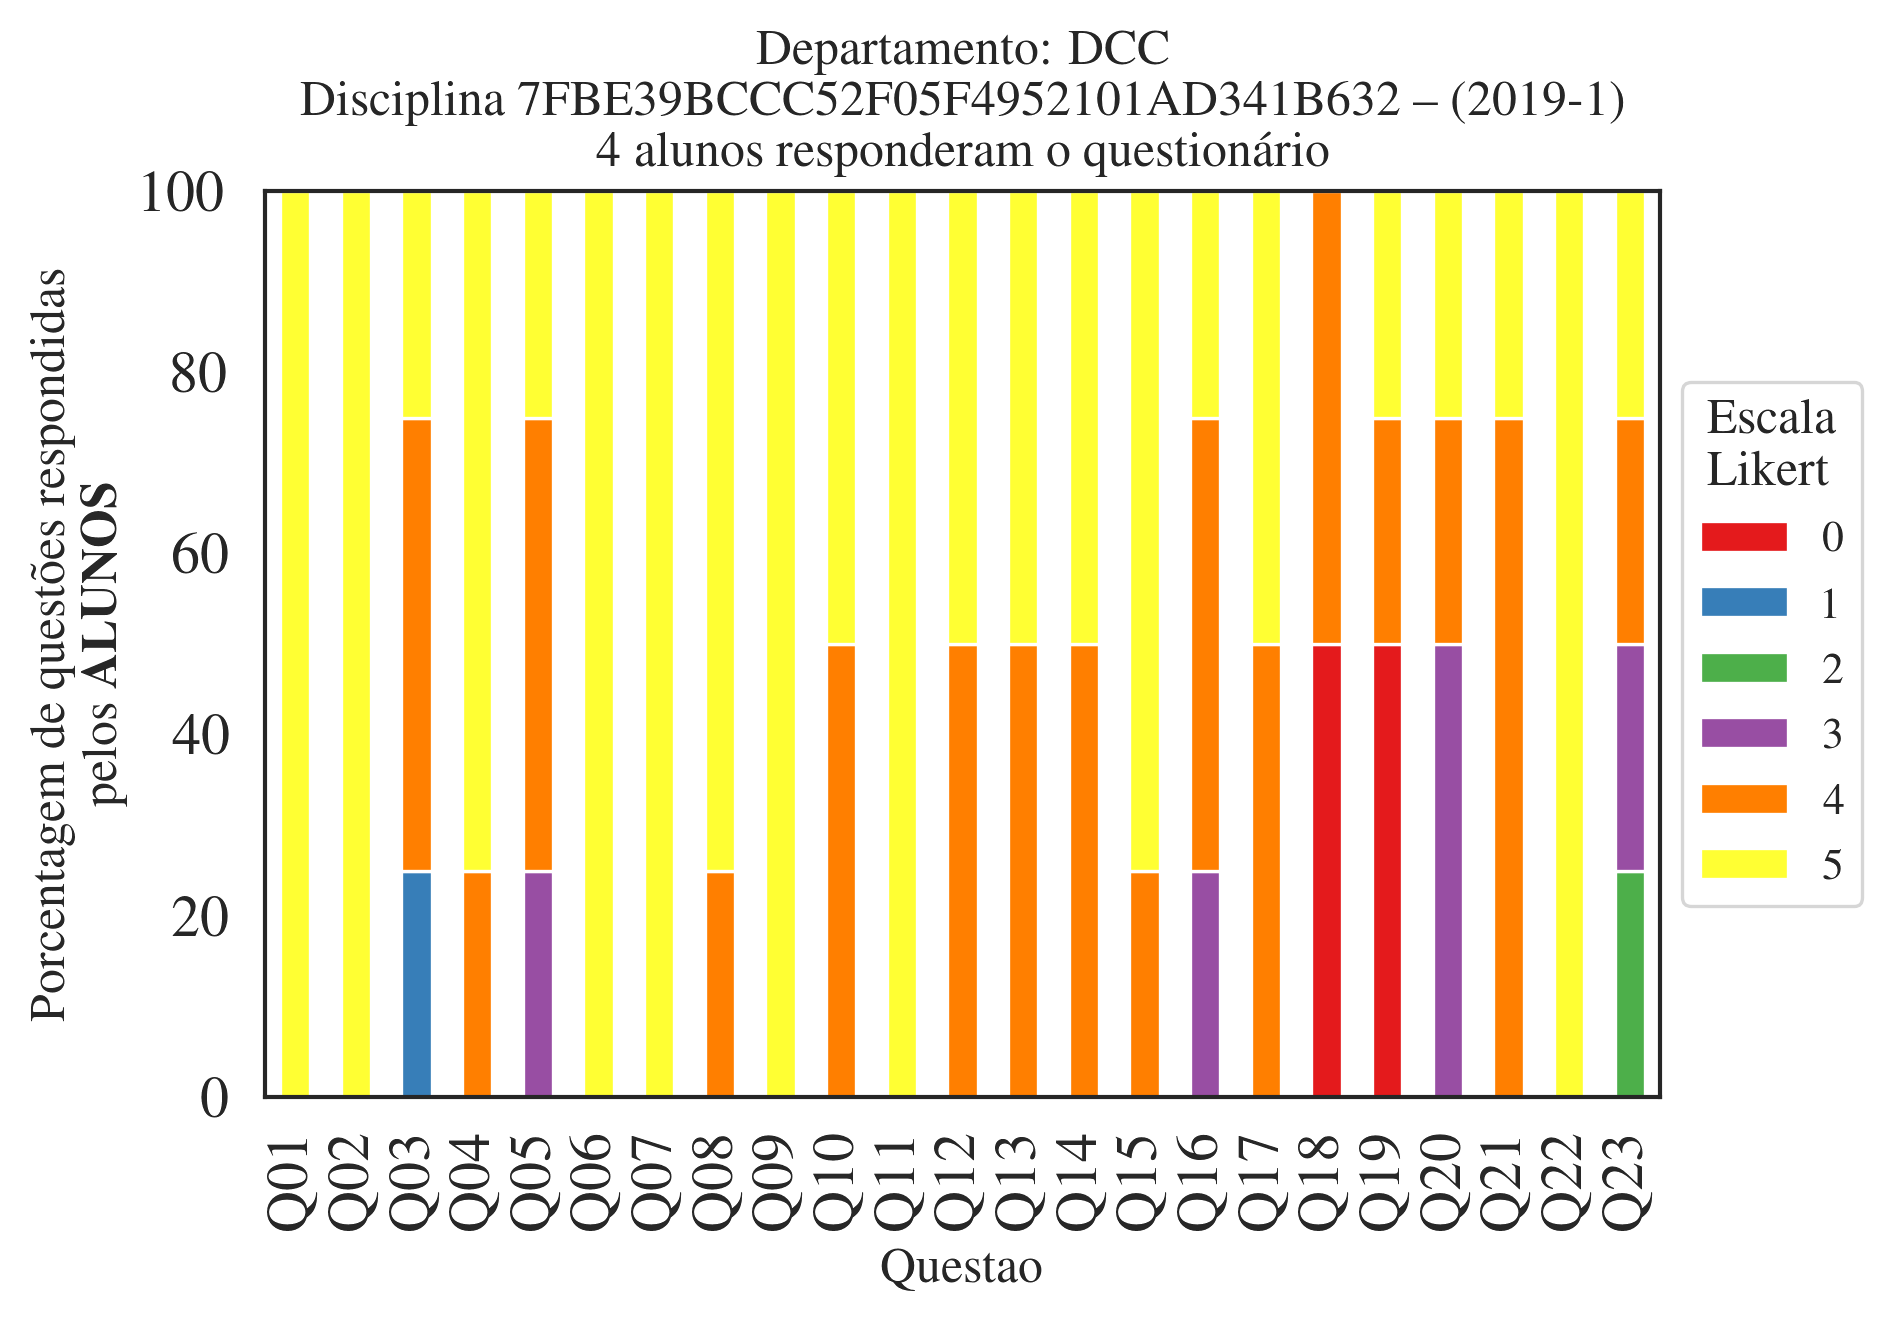 Departamento: DCC
Disciplina 7FBE39BCCC52F05F4952101AD341B632 – (2019-1)
4 alunos responderam o questionário
Porcentagem de questões respondidas
pelos ALUNOS
100
80
60
40
20
0
Q01
Q02
Q03
Q04
Q05
Q06
Q07
Q08
Q09
Q10
Q11
Q12
Q13
Q14
Q15
Q16
Q17
Q18
Q19
Q20
Q21
Q22
Q23
Questao
Escala
Likert
0
1
2
3
4
5